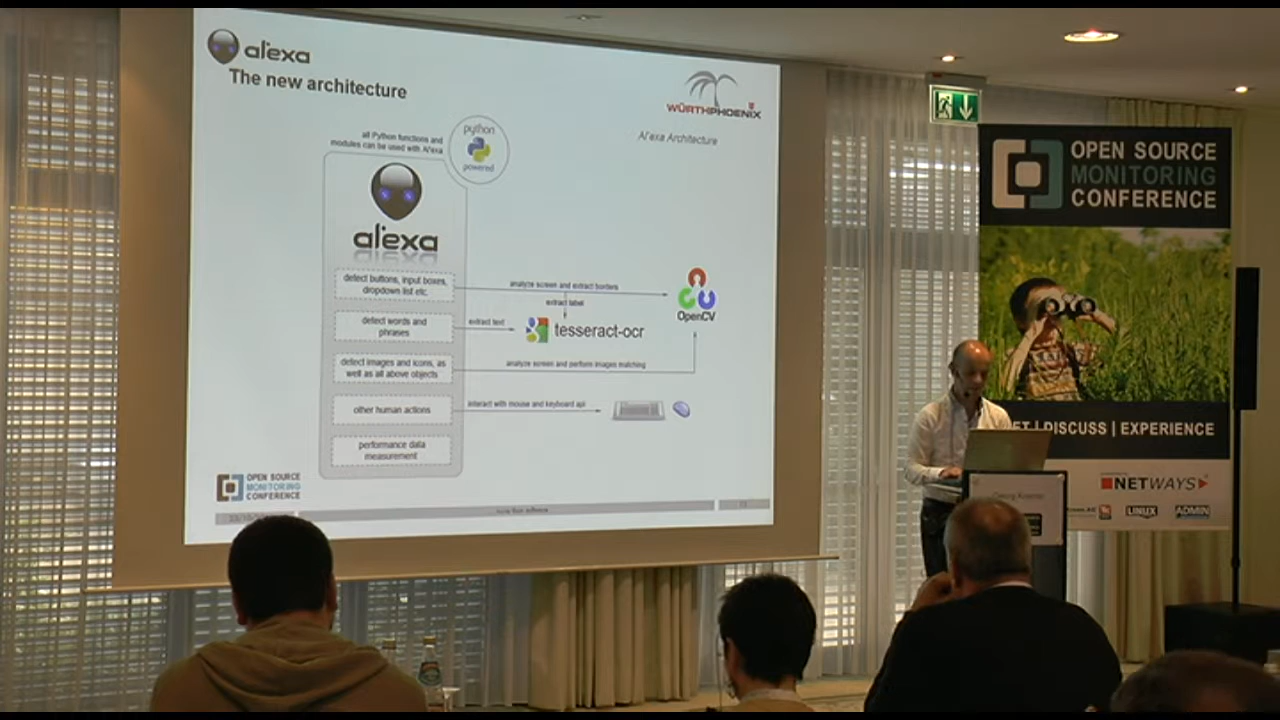 al'exa
The new architecture
WÜRTHPHOENIX
Al'exa Architecture
all Python functions and
modules can be used with Al'exa
python
powered
al'exa
detect buttons, input boxes,
dropdown list etc.
analyze screen and extract borders
extract label
OpenCV
detect words and
phrases
extract text
tesseract-ocr
detect images and icons, as
well as all above objects
analyze screen and perform images matching
other human actions
interact with mouse and keyboard api
performance data
measurement
OPEN SOURCE
MONITORING
CONFERENCE
OPEN SOURCE
MONITORING
CONFERENCE
DISCUSS | EXPERIENCE
NETWAYS
LINUX
ADMIN